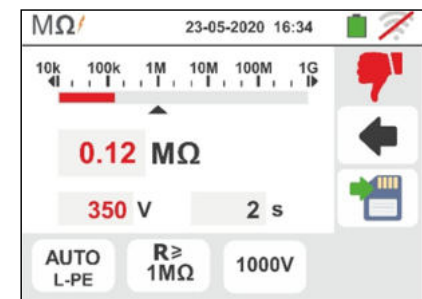 MΩ 23-05-2020 16:34
10k 100k 1M 10M 100M 1G
0.12 MΩ
350 V 2 s
AUTO L-PE
R≥ 1MΩ
1000V